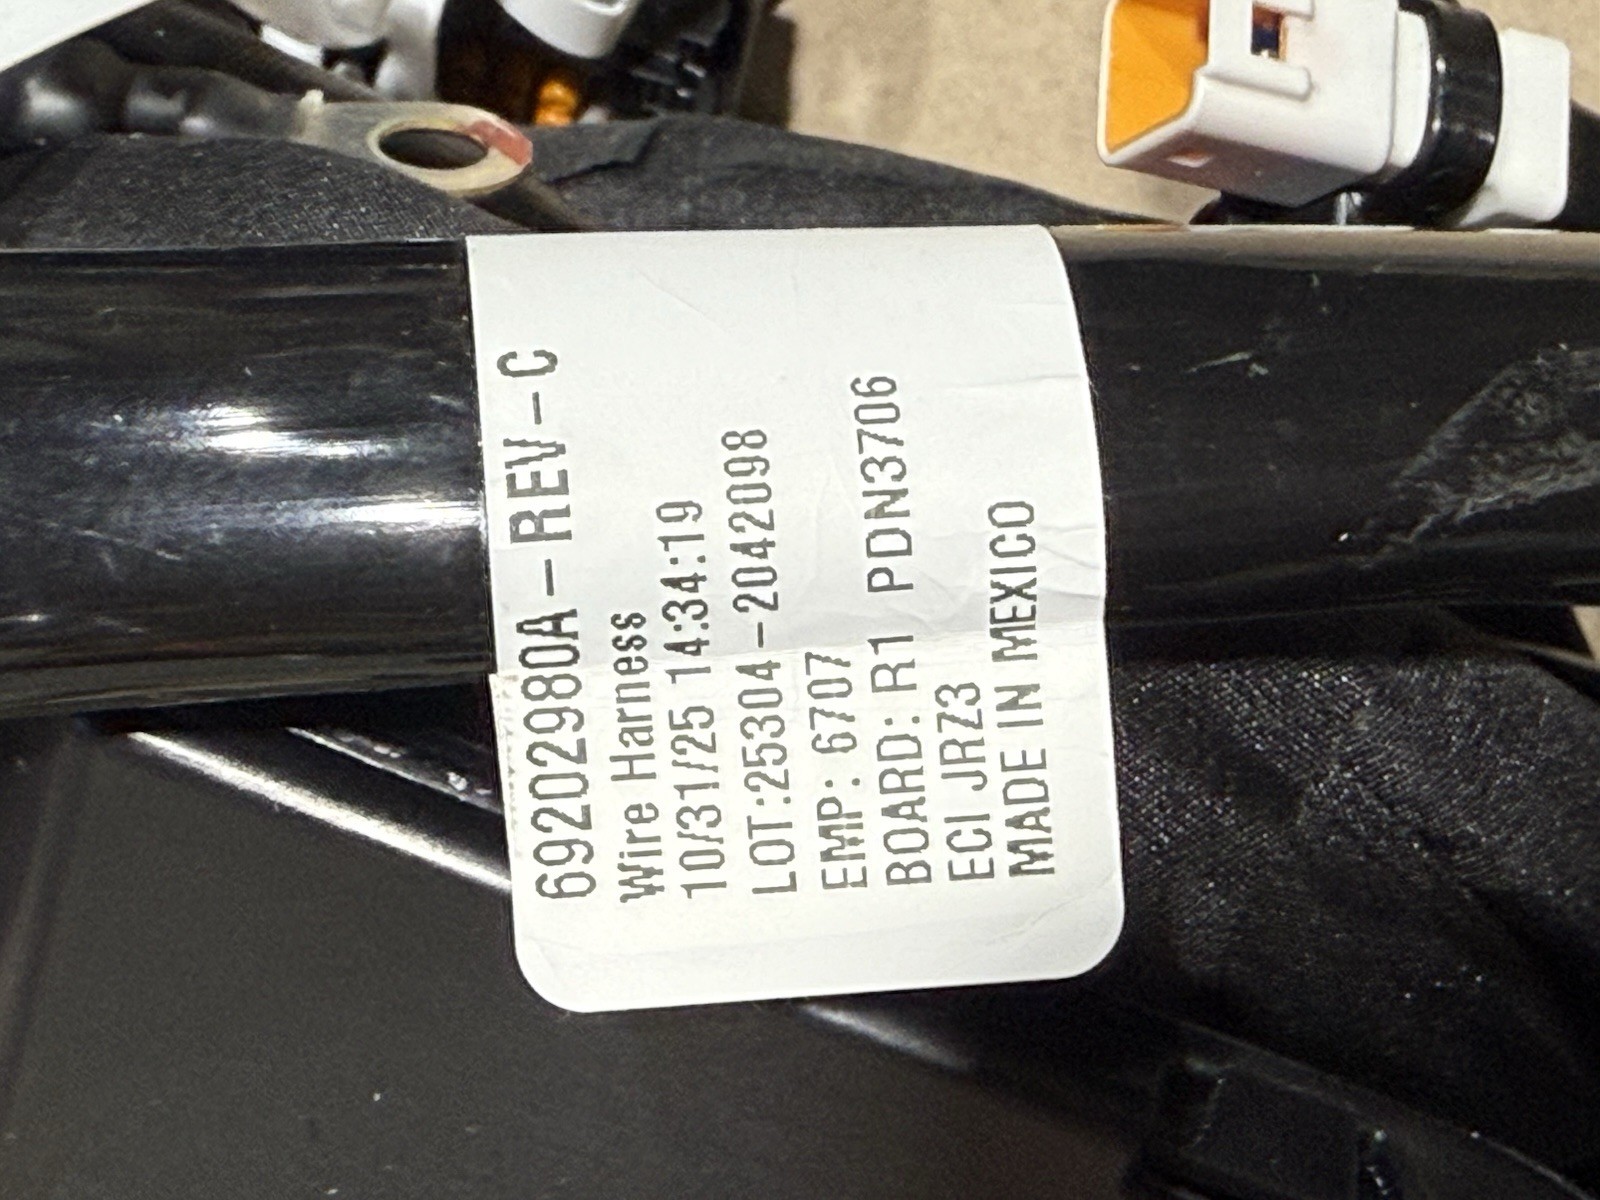 69202980A-REV-C
Wire Harness
10/31/25 14:34:19
LOT:25304-2042098
EMP: 6707
BOARD: R1 PDN3706
ECI JRZ3
MADE IN MEXICO